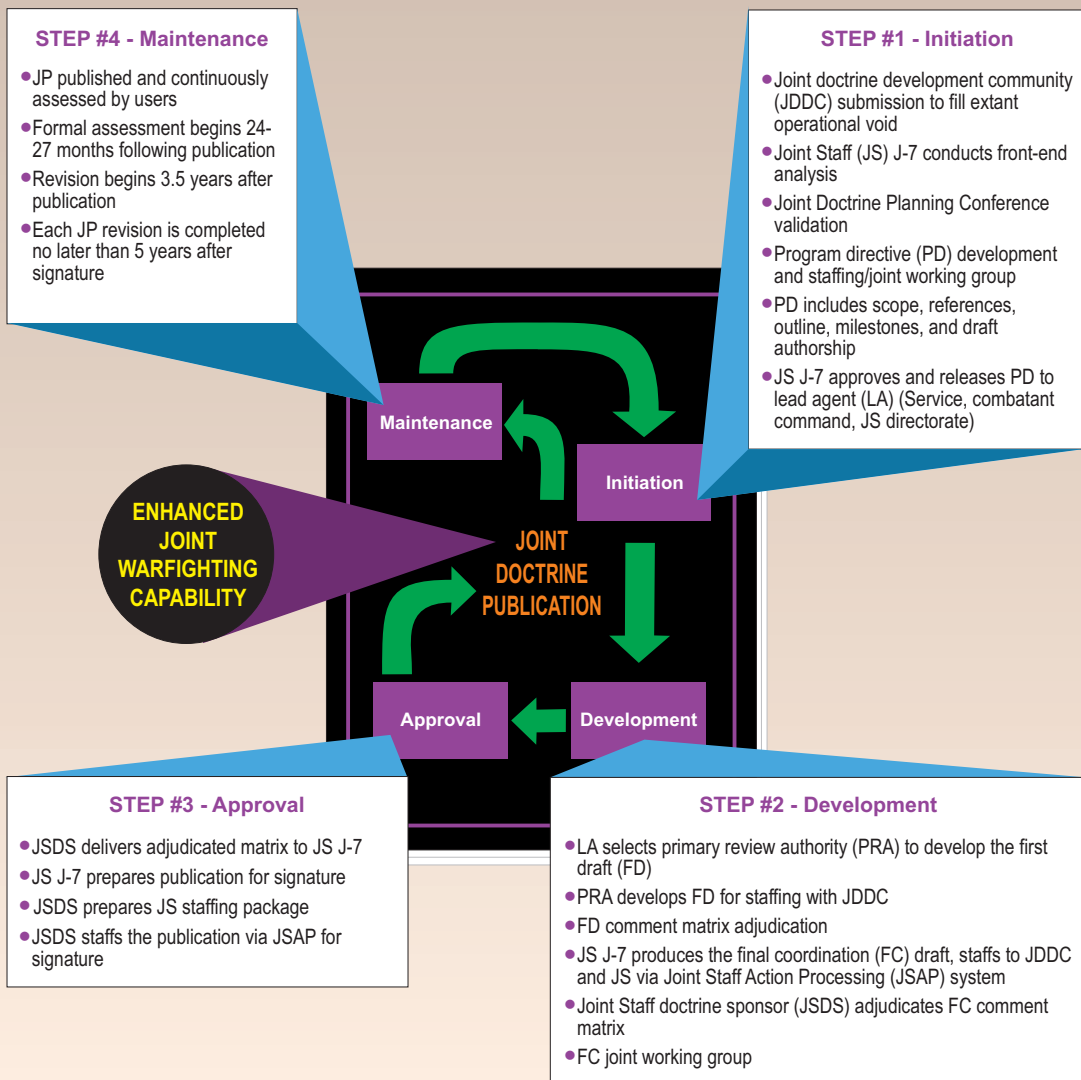 STEP #4 - Maintenance
•JP published and continuously
assessed by users
•Formal assessment begins 24-
27 months following publication
•Revision begins 3.5 years after
publication
•Each JP revision is completed
no later than 5 years after
signature
STEP #1 - Initiation
•Joint doctrine development community
(JDDC) submission to fill extant
operational void
•Joint Staff (JS) J-7 conducts front-end
analysis
•Joint Doctrine Planning Conference
validation
•Program directive (PD) development
and staffing/joint working group
•PD includes scope, references,
outline, milestones, and draft
authorship
•JS J-7 approves and releases PD to
lead agent (LA) (Service, combatant
command, JS directorate)
Maintenance
Initiation
ENHANCED
JOINT
WARFIGHTING
CAPABILITY
JOINT
DOCTRINE
PUBLICATION
Approval
Development
STEP #3 - Approval
•JSDS delivers adjudicated matrix to JS J-7
•JS J-7 prepares publication for signature
•JSDS prepares JS staffing package
•JSDS staffs the publication via JSAP for
signature
STEP #2 - Development
•LA selects primary review authority (PRA) to develop the first
draft (FD)
•PRA develops FD for staffing with JDDC
•FD comment matrix adjudication
•JS J-7 produces the final coordination (FC) draft, staffs to JDDC
and JS via Joint Staff Action Processing (JSAP) system
•Joint Staff doctrine sponsor (JSDS) adjudicates FC comment
matrix
•FC joint working group